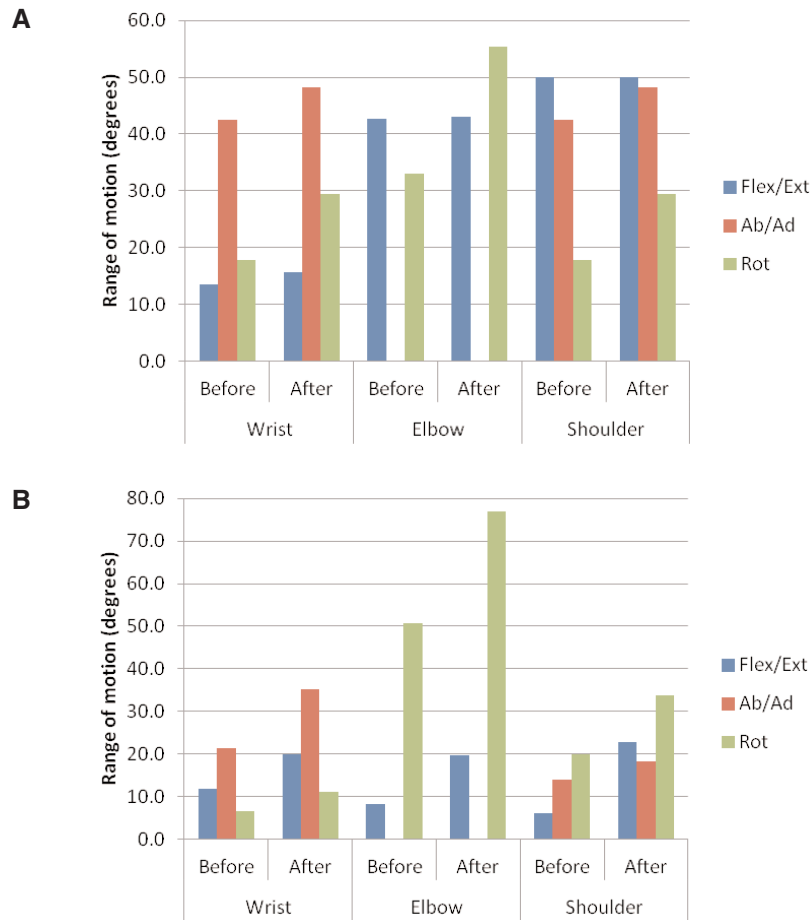 A
Range of motion (degrees)
60.0
50.0
40.0
30.0
20.0
10.0
0.0
Before After Before After Before After
Wrist Elbow Shoulder
Flex/Ext
Ab/Ad
Rot
B
Range of motion (degrees)
80.0
70.0
60.0
50.0
40.0
30.0
20.0
10.0
0.0
Before After Before After Before After
Wrist Elbow Shoulder
Flex/Ext
Ab/Ad
Rot